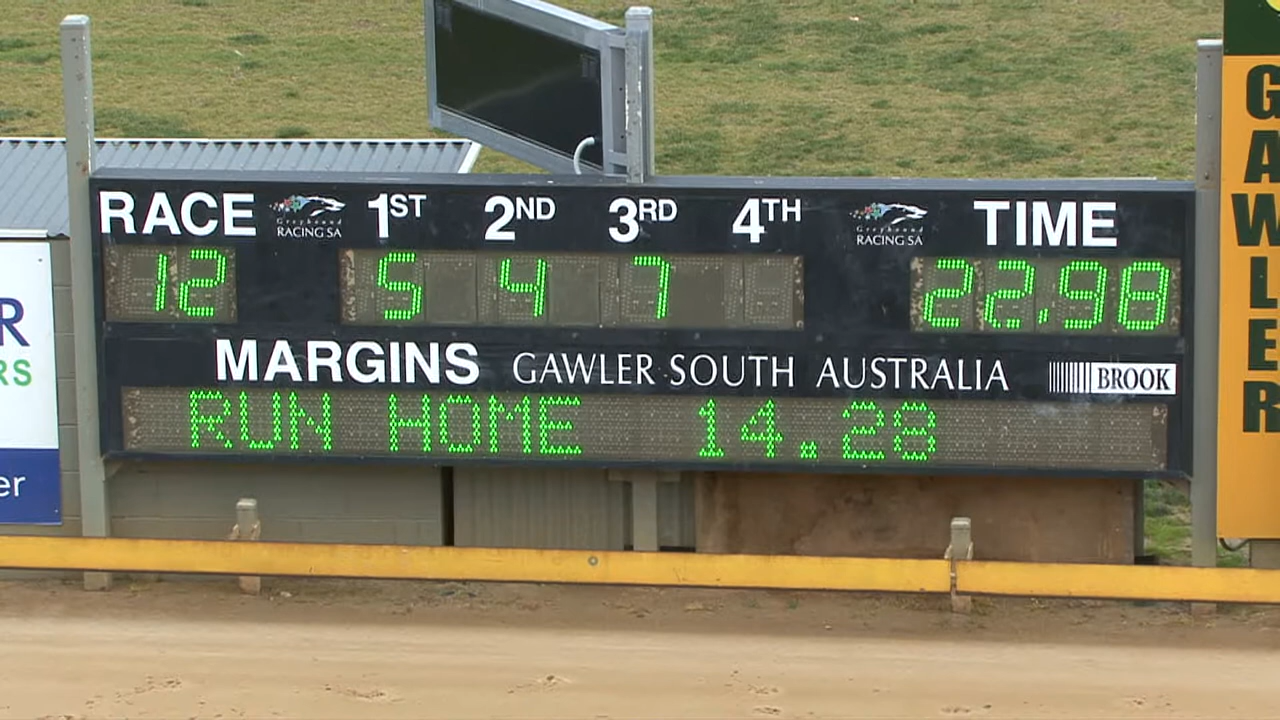 RACE Greyhound RACING SA 1ST 2ND 3RD 4TH Greyhound RACING SA TIME
12 5 4 7 22.98
MARGINS GAWLER SOUTH AUSTRALIA BROOK
RUN HOME 14.28
R
RS
er
GAWLER